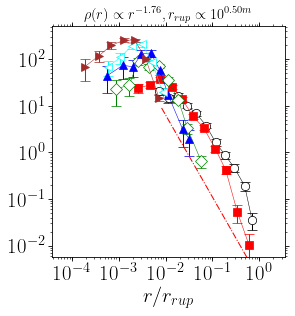 ρ(r) ∝ r^{-1.76}, r_{rup} ∝ 10^{0.50m}
10^2
10^1
10^0
10^{-1}
10^{-2}
10^{-4} 10^{-3} 10^{-2} 10^{-1} 10^0
r/r_{rup}